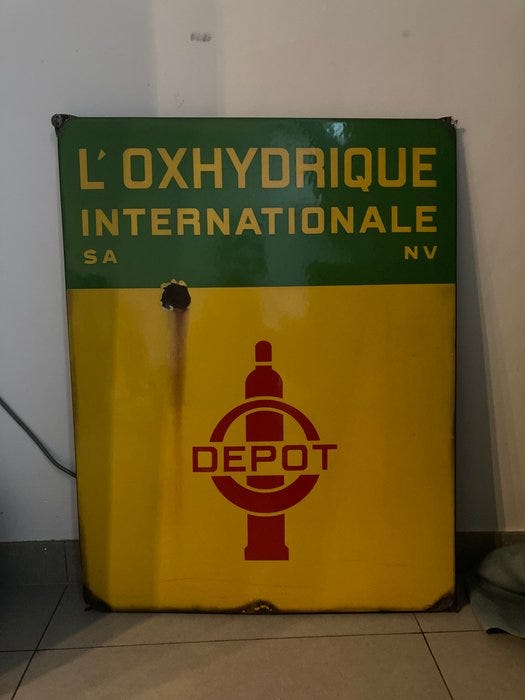 L'OXHYDRIQUE
INTERNATIONALE
SA NV
DEPOT